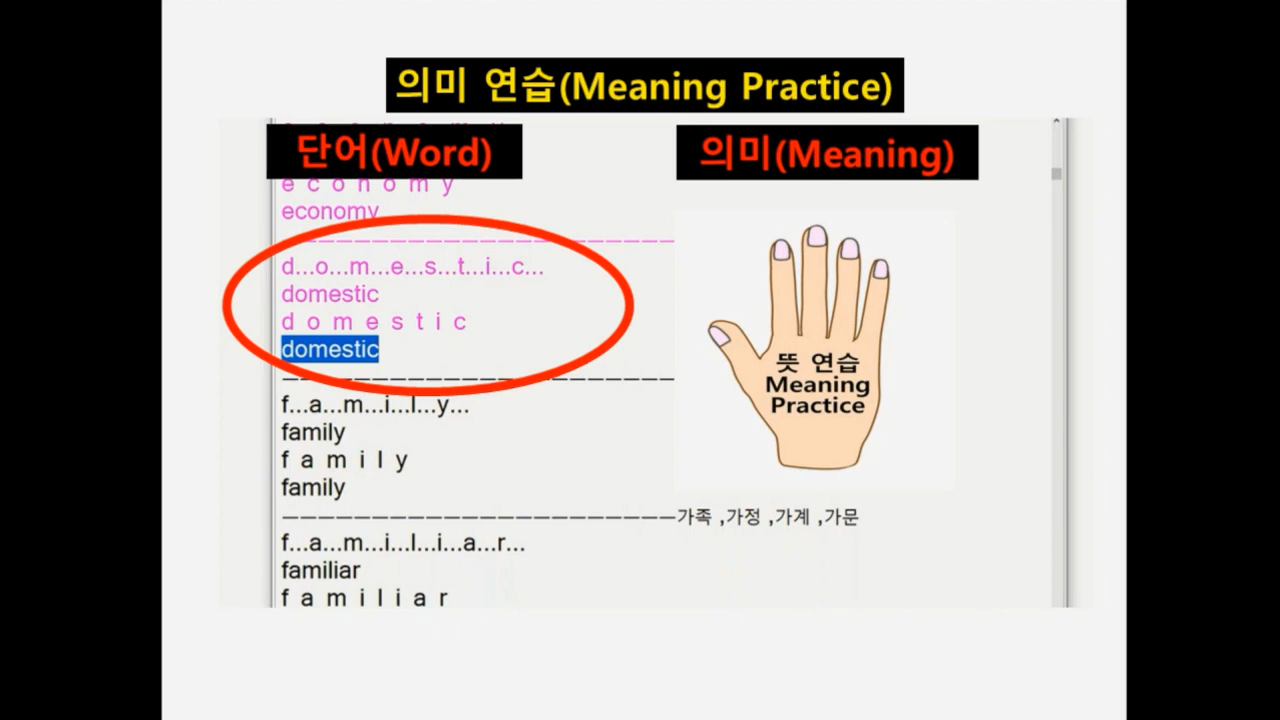 의미 연습(Meaning Practice)
단어(Word)
의미(Meaning)
e c o n o m y
economy
d...o...m...e...s...t...i...c...
domestic
d o m e s t i c
domestic
f...a...m...i...l...y...
family
f a m i l y
family
뜻 연습
Meaning
Practice
가족 ,가정 ,가계 ,가문
f...a...m...i...l...i...a...r...
familiar
f a m i l i a r